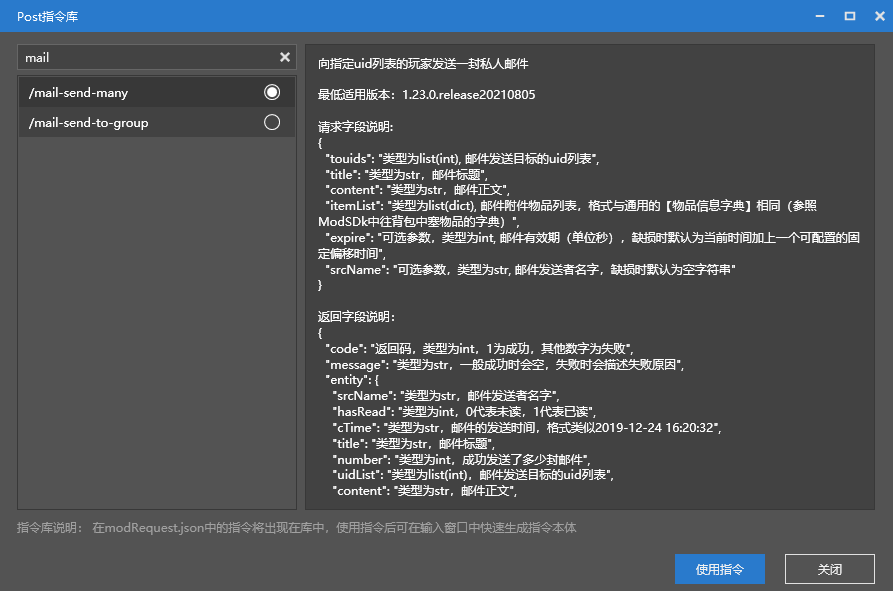 Post指令库
mail
/mail-send-many
/mail-send-to-group
向指定uid列表的玩家发送一封私人邮件
最低适用版本：1.23.0.release20210805
请求字段说明:
{
"touids": "类型为list(int), 邮件发送目标的uid列表",
"title": "类型为str，邮件标题",
"content": "类型为str，邮件正文",
"itemList": "类型为list(dict), 邮件附件物品列表，格式与通用的【物品信息字典】相同（参照
ModSDk中往背包中塞物品的字典）",
"expire": "可选参数，类型为int, 邮件有效期（单位秒），缺损时默认为当前时间加上一个可配置的固
定偏移时间",
"srcName": "可选参数，类型为str, 邮件发送者名字，缺损时默认为空字符串"
}
返回字段说明：
{
"code": "返回码，类型为int，1为成功，其他数字为失败",
"message": "类型为str，一般成功时会空，失败时会描述失败原因",
"entity": {
"srcName": "类型为str，邮件发送者名字",
"hasRead": "类型为int，0代表未读，1代表已读",
"cTime": "类型为str，邮件的发送时间，格式类似2019-12-24 16:20:32",
"title": "类型为str，邮件标题",
"number": "类型为int，成功发送了多少封邮件",
"uidList": "类型为list(int)，邮件发送目标的uid列表",
"content": "类型为str，邮件正文",
指令库说明： 在modRequest.json中的指令将出现在库中，使用指令后可在输入窗口中快速生成指令本体
使用指令
关闭